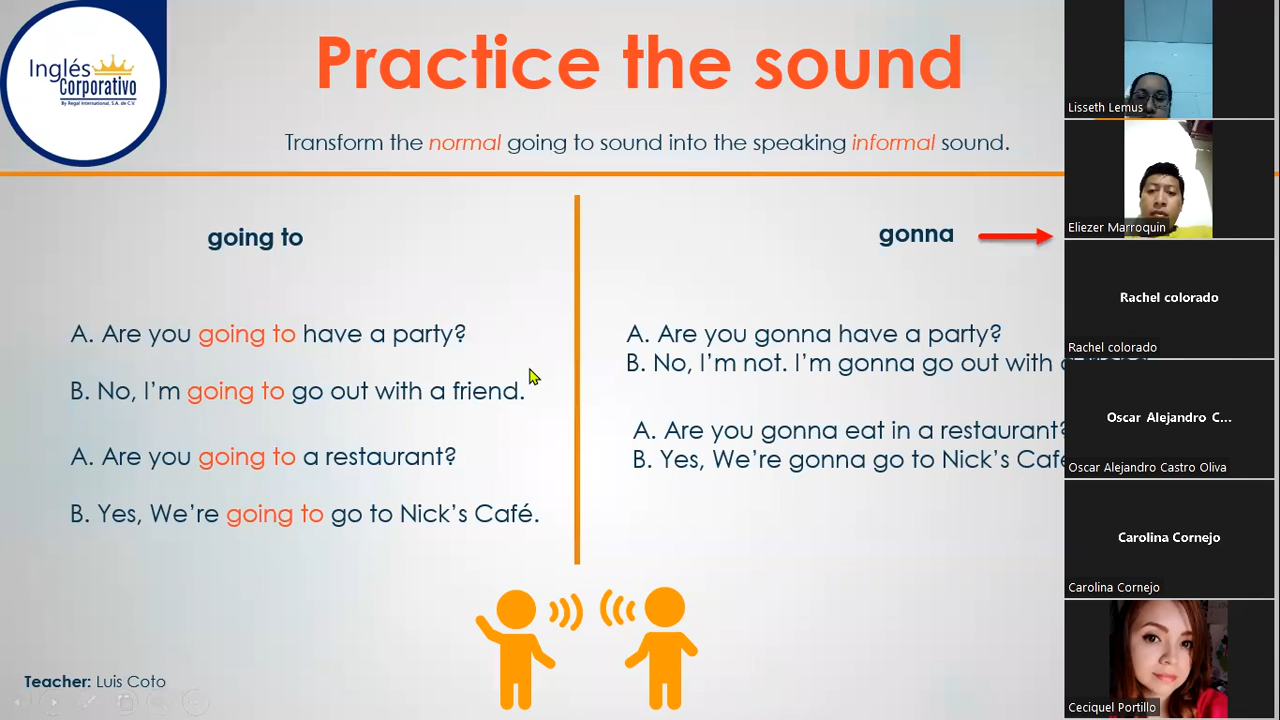 Inglés
Corporativo
By Regal International, S.A. de C.V.
Practice the sound
Transform the normal going to sound into the speaking informal sound.
going to
A. Are you going to have a party?
B. No, I'm going to go out with a friend.
A. Are you going to a restaurant?
B. Yes, We're going to go to Nick's Café.
gonna
A. Are you gonna have a party?
B. No, I'm not. I'm gonna go out with
A. Are you gonna eat in a restaurant?
B. Yes, We're gonna go to Nick's Café
Teacher: Luis Coto
Lisseth Lemus
Eliezer Marroquin
Rachel colorado
Rachel colorado
Oscar Alejandro C...
Oscar Alejandro Castro Oliva
Carolina Cornejo
Carolina Cornejo
Ceciquel Portillo